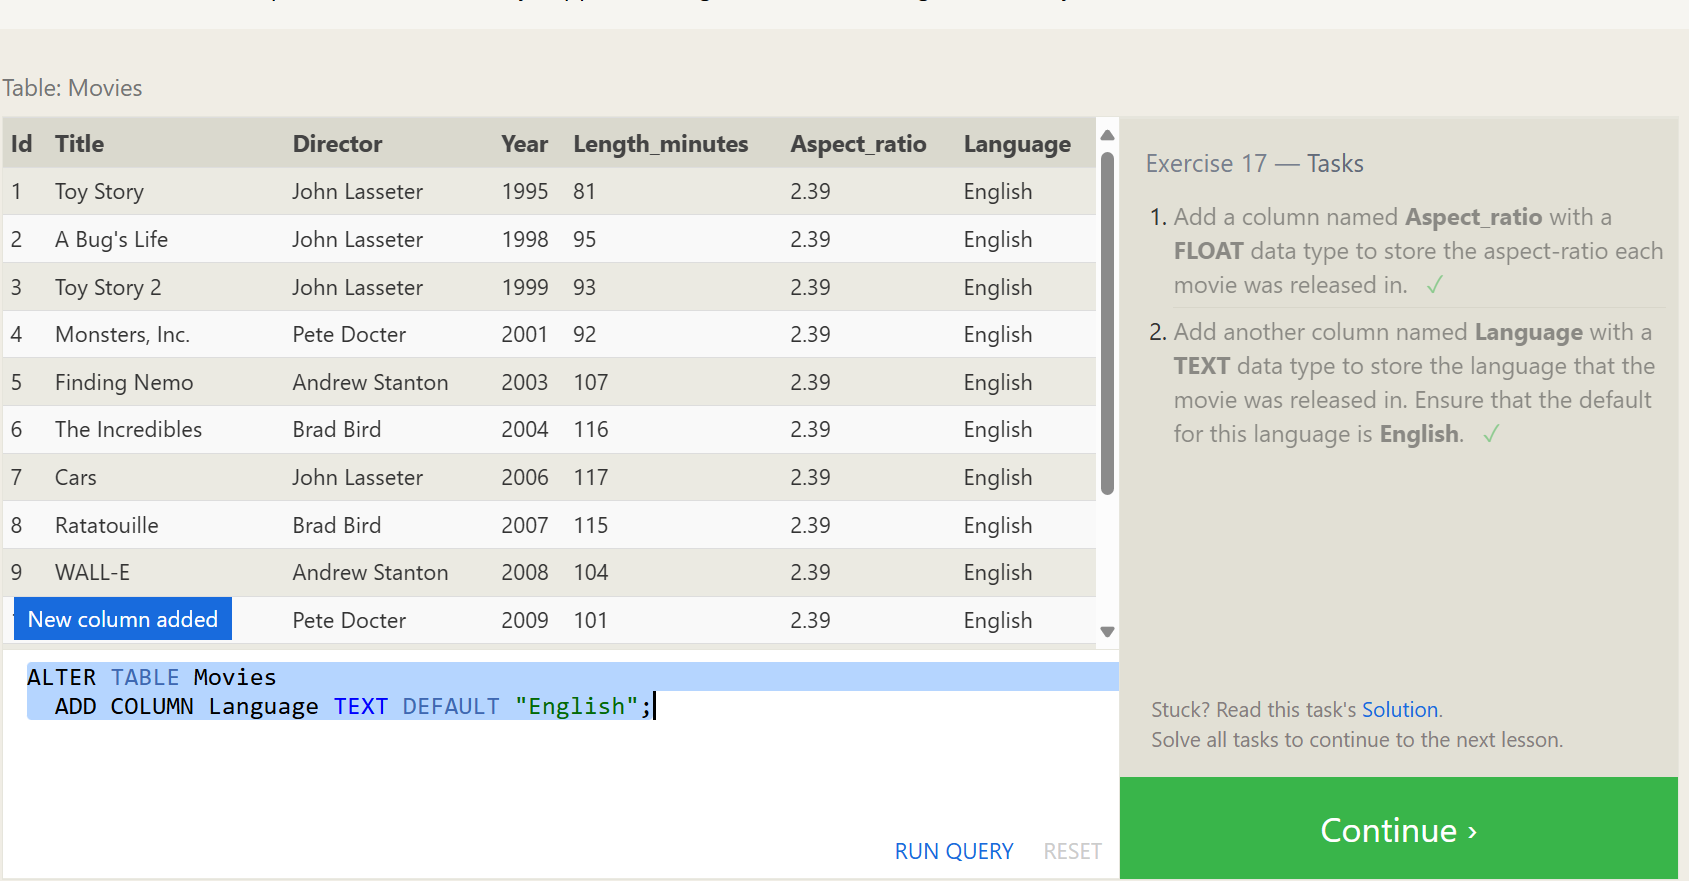 Table: Movies
Id Title Director Year Length_minutes Aspect_ratio Language
1 Toy Story John Lasseter 1995 81 2.39 English
2 A Bug's Life John Lasseter 1998 95 2.39 English
3 Toy Story 2 John Lasseter 1999 93 2.39 English
4 Monsters, Inc. Pete Docter 2001 92 2.39 English
5 Finding Nemo Andrew Stanton 2003 107 2.39 English
6 The Incredibles Brad Bird 2004 116 2.39 English
7 Cars John Lasseter 2006 117 2.39 English
8 Ratatouille Brad Bird 2007 115 2.39 English
9 WALL-E Andrew Stanton 2008 104 2.39 English
New column added Pete Docter 2009 101 2.39 English
ALTER TABLE Movies
ADD COLUMN Language TEXT DEFAULT "English";
RUN QUERY RESET
Exercise 17 — Tasks
1. Add a column named Aspect_ratio with a
FLOAT data type to store the aspect-ratio each
movie was released in. ✓
2. Add another column named Language with a
TEXT data type to store the language that the
movie was released in. Ensure that the default
for this language is English. ✓
Stuck? Read this task's Solution.
Solve all tasks to continue to the next lesson.
Continue ›